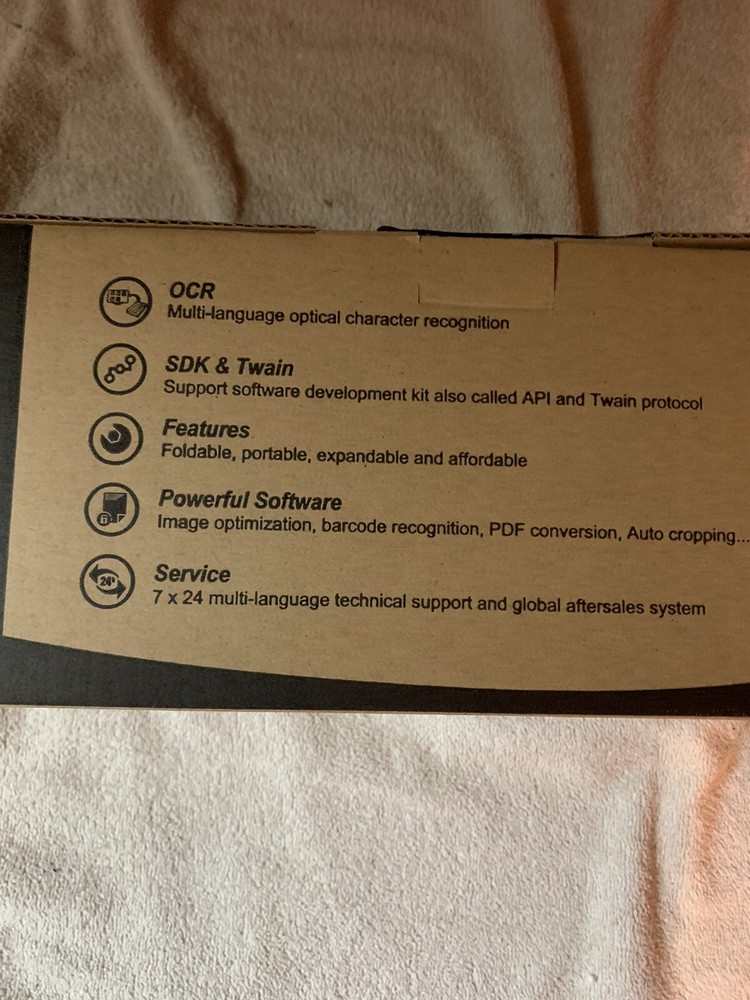 OCR
Multi-language optical character recognition
SDK & Twain
Support software development kit also called API and Twain protocol
Features
Foldable, portable, expandable and affordable
Powerful Software
Image optimization, barcode recognition, PDF conversion, Auto cropping...
Service
24h
7 x 24 multi-language technical support and global aftersales system